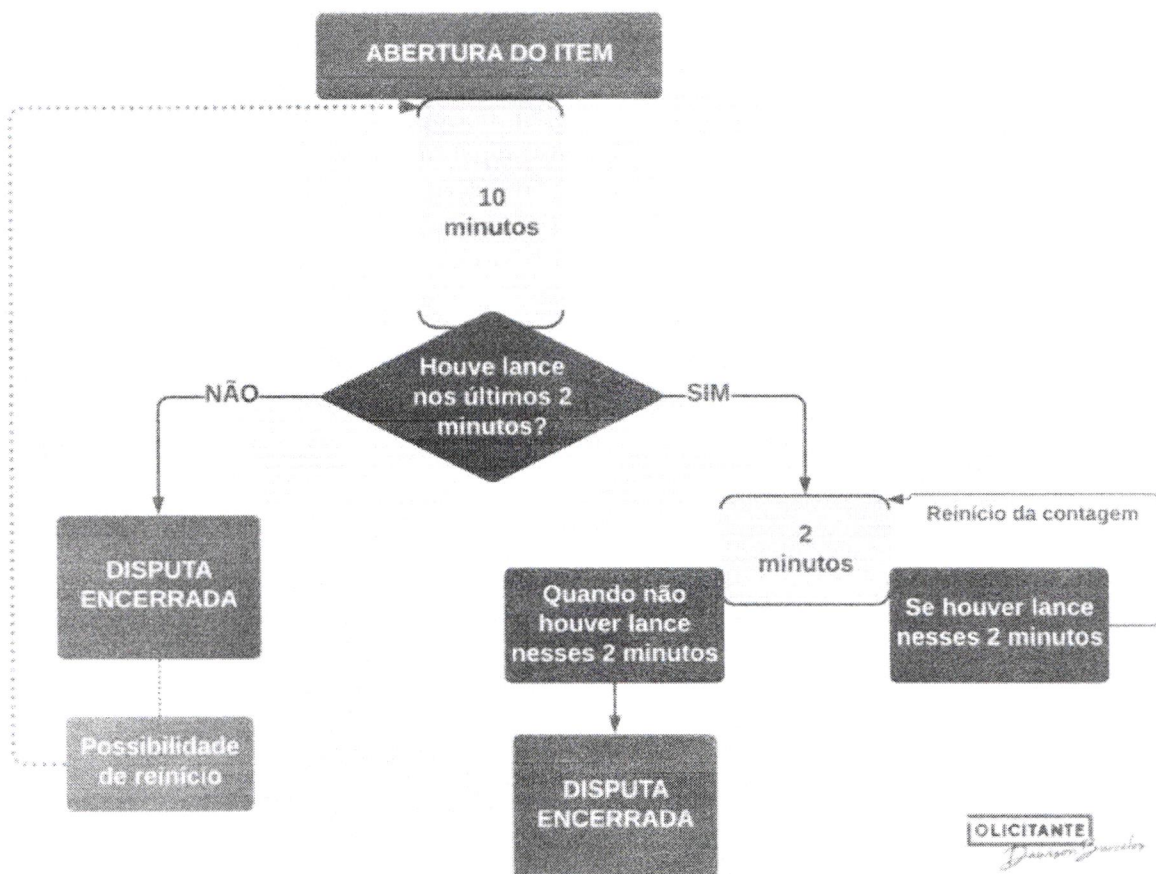 ABERTURA DO ITEM
10
minutos
Houve lance
nos últimos 2
minutos?
NÃO
SIM
Reinício da contagem
2
minutos
DISPUTA
ENCERRADA
Quando não
houver lance
nesses 2 minutos
Se houver lance
nesses 2 minutos
Possibilidade
de reinício
DISPUTA
ENCERRADA
OLICITANTE
Dawison Barcelos